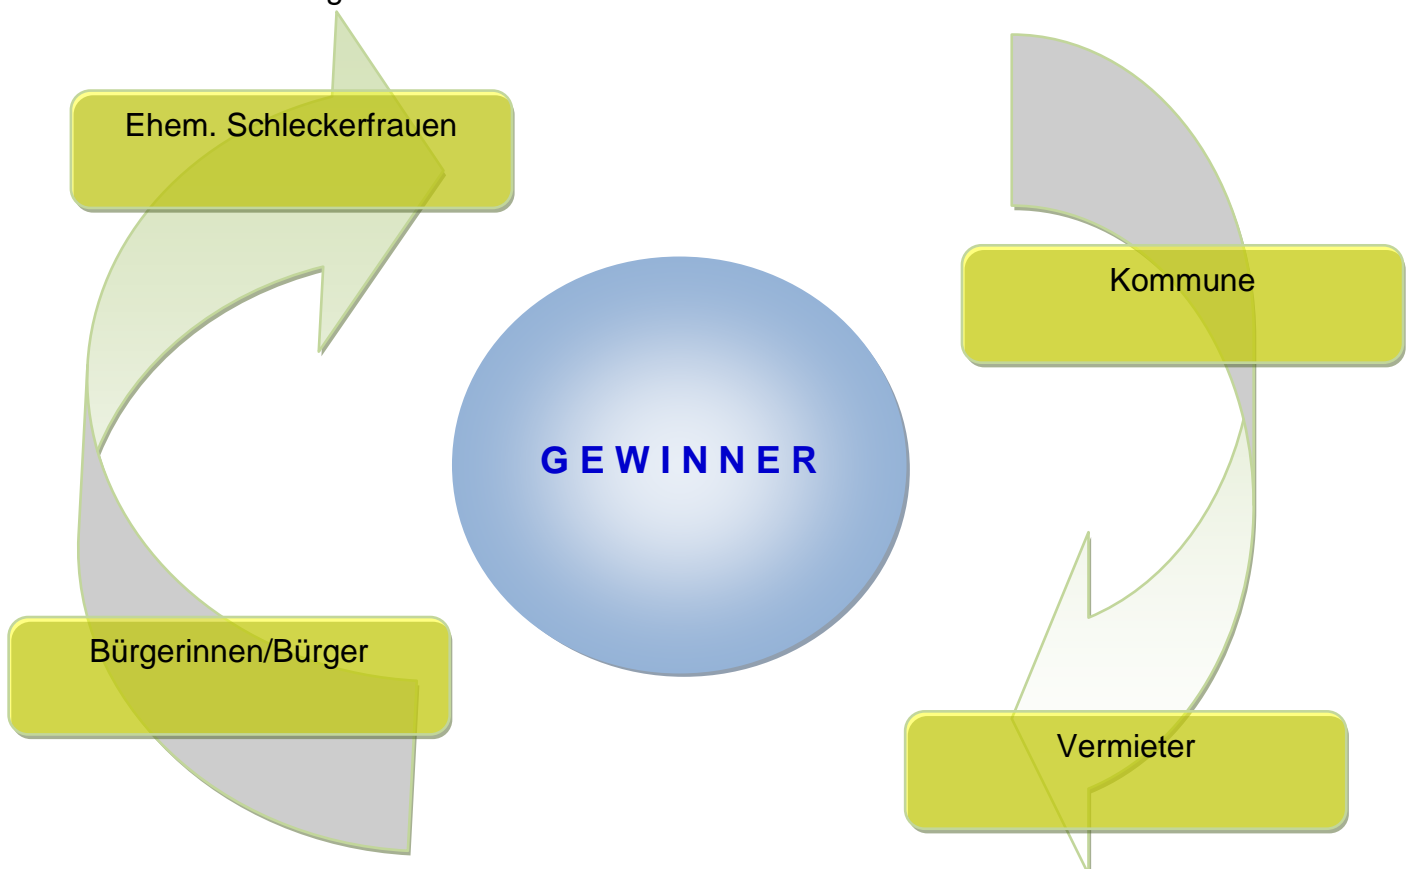 Ehem. Schleckerfrauen
Kommune
G E W I N N E R
Bürgerinnen/Bürger
Vermieter